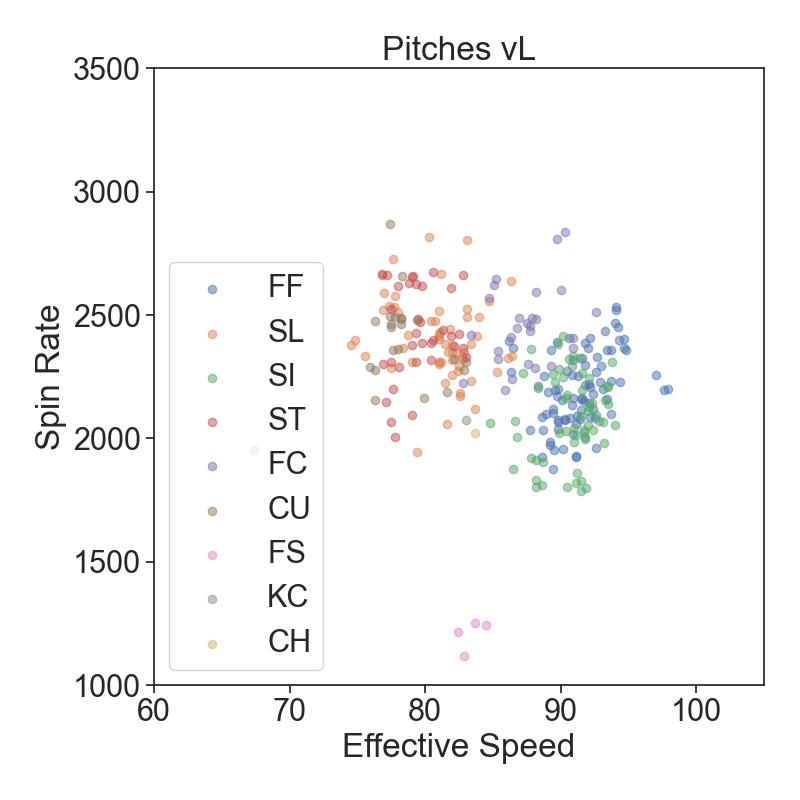 Pitches vL
3500
3000
2500
2000
1500
1000
Spin Rate
FF
SL
SI
ST
FC
CU
FS
KC
CH
60 70 80 90 100
Effective Speed